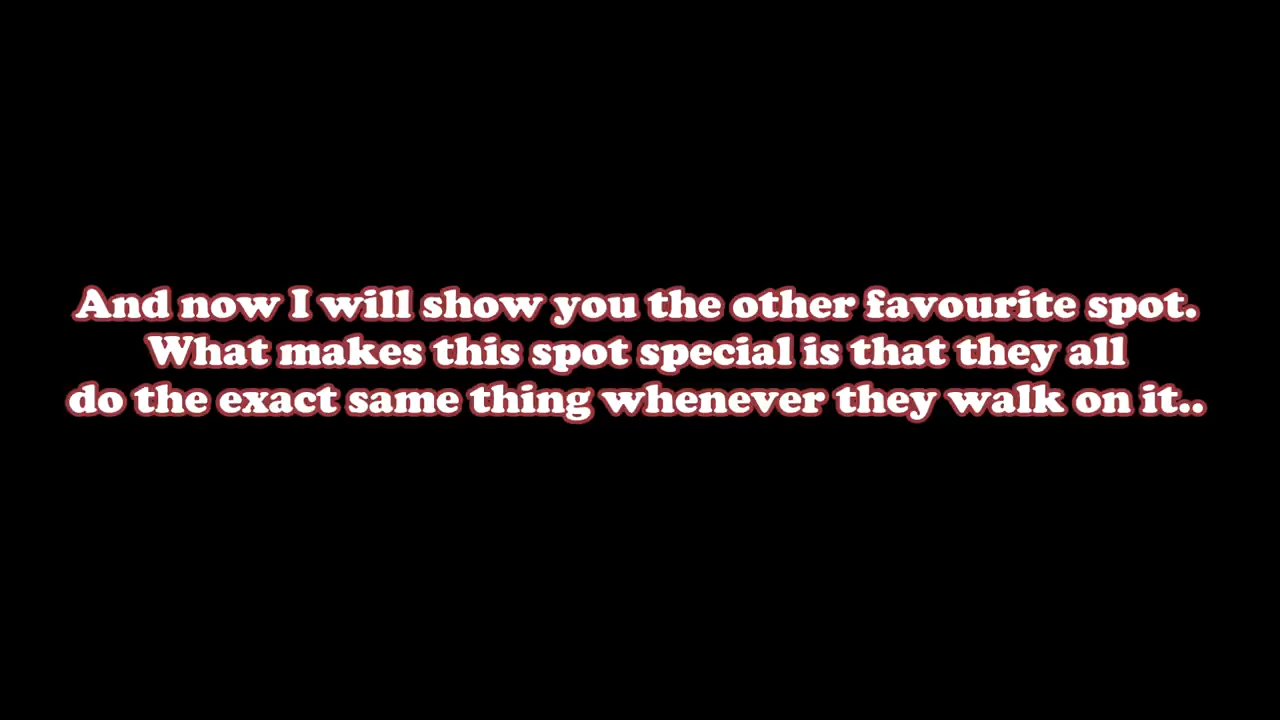 And now I will show you the other favourite spot.
What makes this spot special is that they all
do the exact same thing whenever they walk on it..